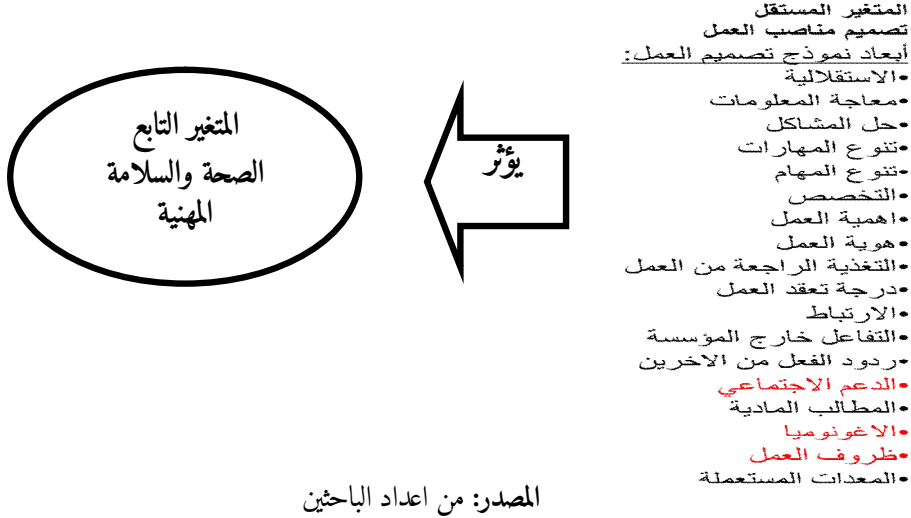 المتغير المستقل
تصميم مناصب العمل
أبعاد نموذج تصميم العمل:
•الاستقلالية
•معاجة المعلومات
•حل المشاكل
•تنوع المهارات
•تنوع المهام
•التخصص
•اهمية العمل
•هوية العمل
•التغذية الراجعة من العمل
•درجة تعقد العمل
•الارتباط
•التفاعل خارج المؤسسة
•ردود الفعل من الاخرين
•الدعم الاجتماعي
•المطالب المادية
•الاغونوميا
•ظروف العمل
•المعدات المستعملة
يؤثر
المتغير التابع
الصحة والسلامة
المهنية
المصدر: من اعداد الباحثين